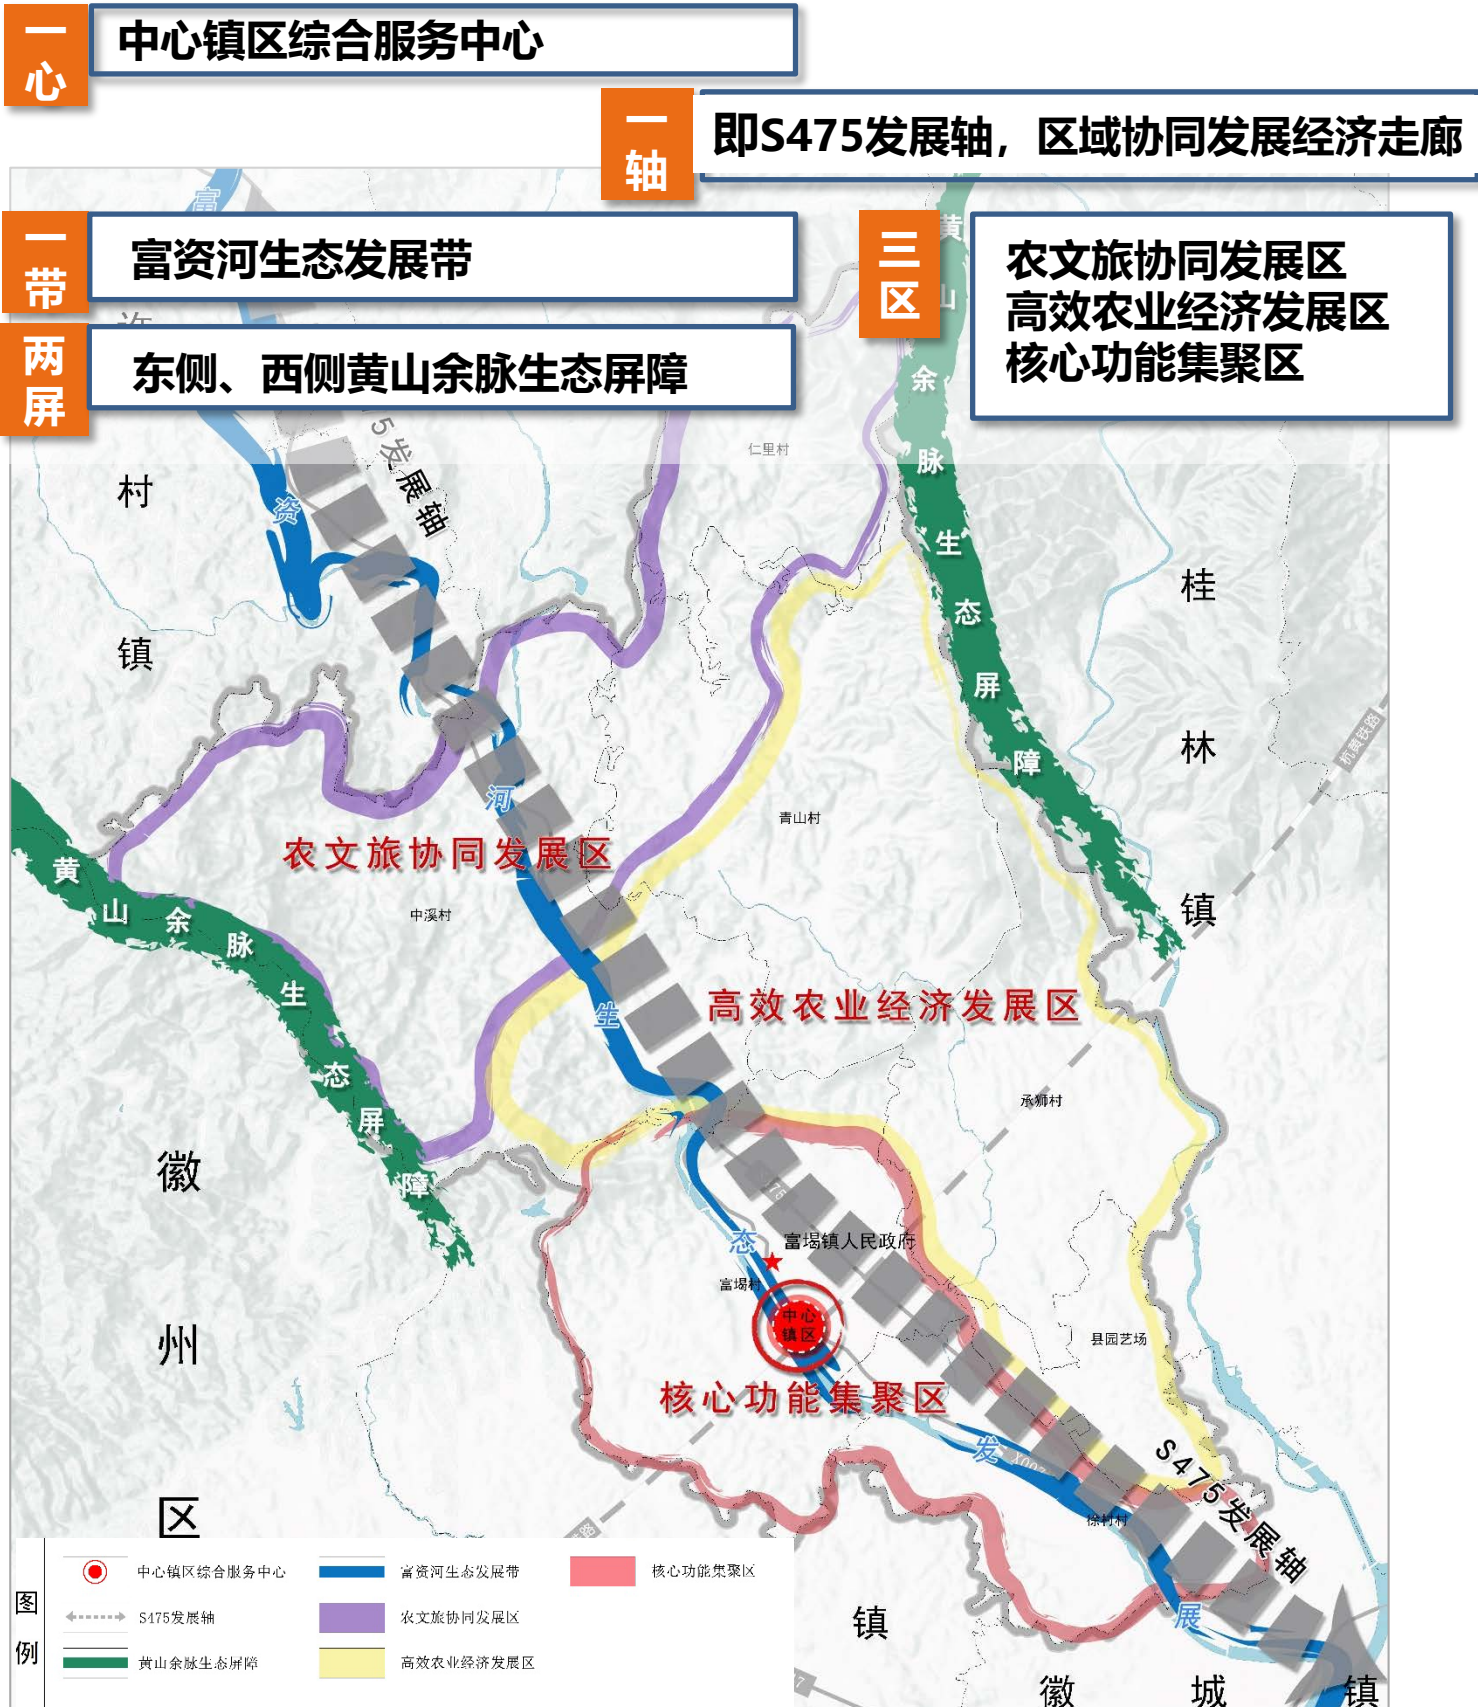 一心
中心镇区综合服务中心
一轴
即S475发展轴，区域协同发展经济走廊
一带
富资河生态发展带
两屏
东侧、西侧黄山余脉生态屏障
三区
农文旅协同发展区
高效农业经济发展区
核心功能集聚区
富资河生态发展
黄山余脉生态屏障
仁里村
75发展轴
许村镇
桂林镇
杭黄铁路
青山村
农文旅协同发展区
中溪村
黄山余脉生态屏障
高效农业经济发展区
承狮村
徽州区
S475
富堨镇人民政府
富堨村
中心
镇区
县园艺场
核心功能集聚区
S475发展轴
徐村村
镇
徽城镇
图例
中心镇区综合服务中心
富资河生态发展带
核心功能集聚区
S475发展轴
农文旅协同发展区
黄山余脉生态屏障
高效农业经济发展区